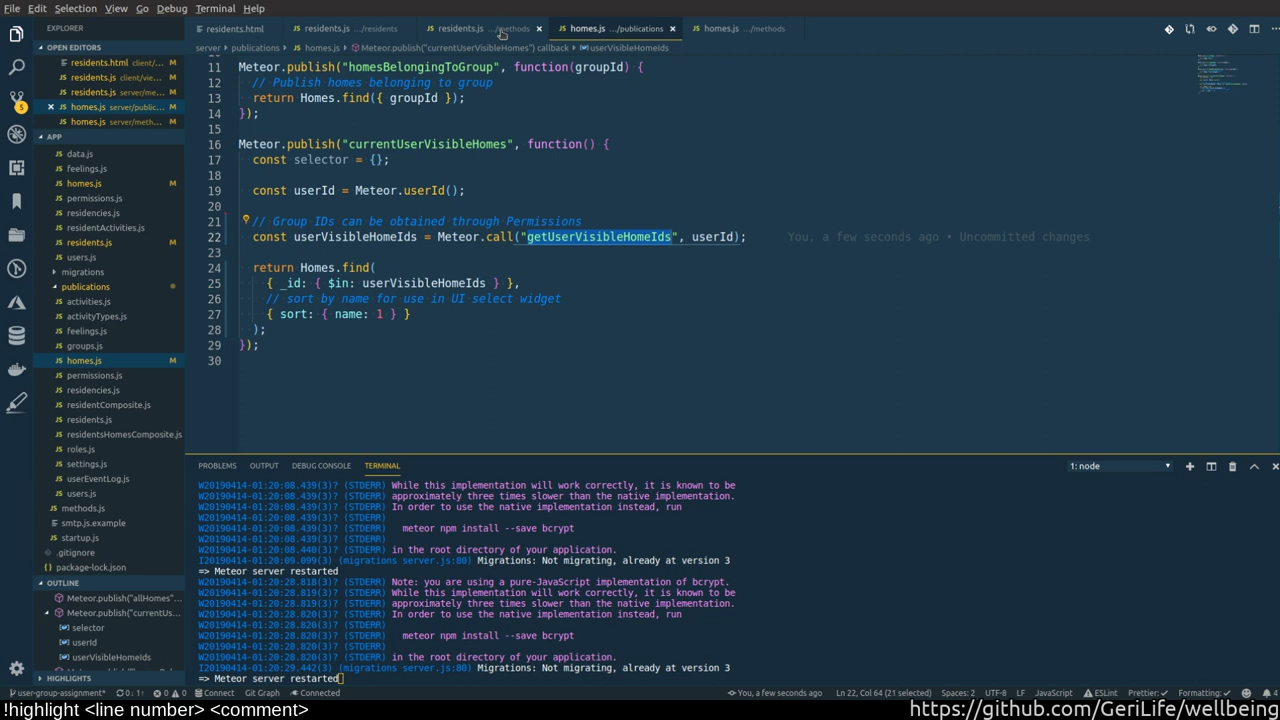 File Edit Selection View Go Debug Terminal Help
EXPLORER
OPEN EDITORS
residents.html client/... M
residents.js client/vie... M
residents.js server/me... M
homes.js server/public... M
homes.js server/meth... M
APP
data.js
feelings.js
homes.js M
permissions.js
residencies.js
residentActivities.js
residents.js M
users.js
migrations
publications
activities.js
activityTypes.js
feelings.js
groups.js
homes.js M
permissions.js
residencies.js
residentComposite.js
residents.js
residentsHomesComposite.js
roles.js
settings.js
userEventLog.js
users.js
methods.js
smtp.js.example
startup.js
.gitignore
package-lock.json
OUTLINE
Meteor.publish("allHomes"...
Meteor.publish("currentUs...
selector
userId
userVisibleHomeIds
HIGHLIGHTS
residents.html
residents.js .../residents
residents.js .../methods
homes.js .../publications
homes.js .../methods
server publications homes.js Meteor.publish("currentUserVisibleHomes") callback userVisibleHomeIds
11 Meteor.publish("homesBelongingToGroup", function(groupId) {
12 // Publish homes belonging to group
13 return Homes.find({ groupId });
14 });
15
16 Meteor.publish("currentUserVisibleHomes", function() {
17 const selector = {};
18
19 const userId = Meteor.userId();
20
21 // Group IDs can be obtained through Permissions
22 const userVisibleHomeIds = Meteor.call("getUserVisibleHomeIds", userId); You, a few seconds ago • Uncommitted changes
23
24 return Homes.find(
25 { _id: { $in: userVisibleHomeIds } },
26 // sort by name for use in UI select widget
27 { sort: { name: 1 } }
28 );
29 });
30
PROBLEMS OUTPUT DEBUG CONSOLE TERMINAL 1: node
W20190414-01:20:08.439(3)? (STDERR) While this implementation will work correctly, it is known to be
W20190414-01:20:08.439(3)? (STDERR) approximately three times slower than the native implementation.
W20190414-01:20:08.439(3)? (STDERR) In order to use the native implementation instead, run
W20190414-01:20:08.439(3)? (STDERR)
W20190414-01:20:08.439(3)? (STDERR) meteor npm install --save bcrypt
W20190414-01:20:08.439(3)? (STDERR)
W20190414-01:20:08.440(3)? (STDERR) in the root directory of your application.
I20190414-01:20:09.099(3)? (migrations server.js:80) Migrations: Not migrating, already at version 3
=> Meteor server restarted
W20190414-01:20:28.818(3)? (STDERR) Note: you are using a pure-JavaScript implementation of bcrypt.
W20190414-01:20:28.819(3)? (STDERR) While this implementation will work correctly, it is known to be
W20190414-01:20:28.819(3)? (STDERR) approximately three times slower than the native implementation.
W20190414-01:20:28.820(3)? (STDERR) In order to use the native implementation instead, run
W20190414-01:20:28.820(3)? (STDERR)
W20190414-01:20:28.820(3)? (STDERR) meteor npm install --save bcrypt
W20190414-01:20:28.820(3)? (STDERR)
W20190414-01:20:28.820(3)? (STDERR) in the root directory of your application.
I20190414-01:20:29.442(3)? (migrations server.js:80) Migrations: Not migrating, already at version 3
=> Meteor server restarted
user-group-assignment* 0↓ 1↑ 0 0 Connect Git Graph Connected You, a few seconds ago Ln 22, Col 64 (21 selected) Spaces: 2 UTF-8 LF JavaScript ESLint Prettier: ✓ Formatting: ✓ 4
!highlight <line number> <comment>
https://github.com/GeriLife/wellbeing